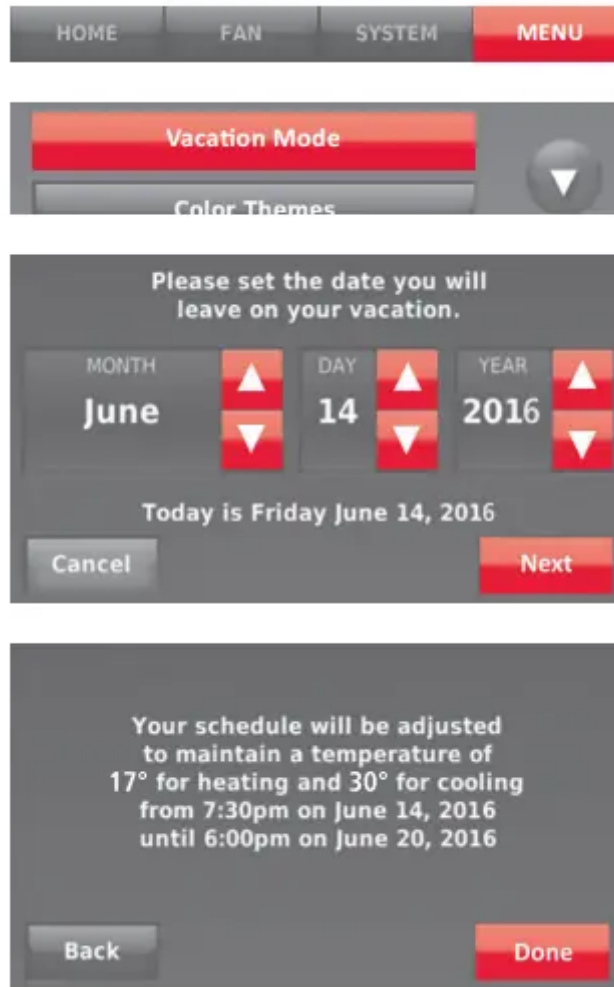 HOME FAN SYSTEM MENU
Vacation Mode
Color Themes
Please set the date you will
leave on your vacation.
MONTH DAY YEAR
June 14 2016
Today is Friday June 14, 2016
Cancel Next
Your schedule will be adjusted
to maintain a temperature of
17° for heating and 30° for cooling
from 7:30pm on June 14, 2016
until 6:00pm on June 20, 2016
Back Done